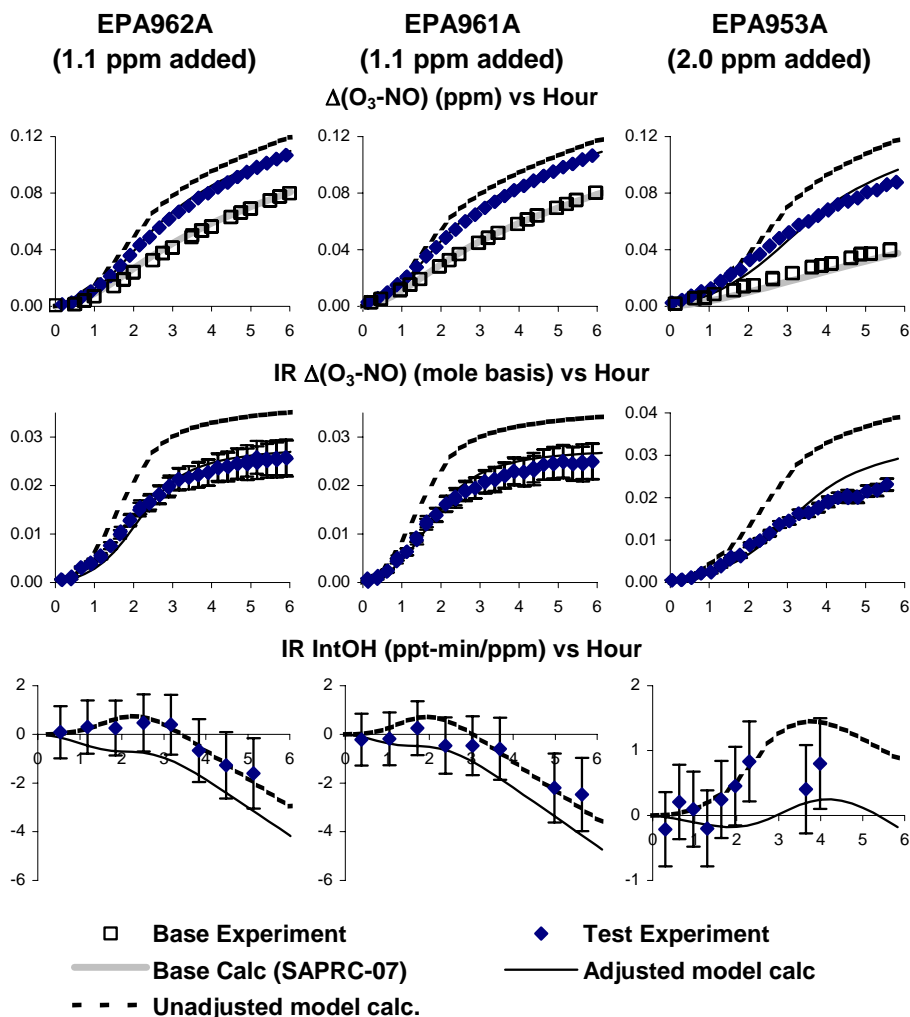 EPA962A EPA961A EPA953A
(1.1 ppm added) (1.1 ppm added) (2.0 ppm added)
Δ(O₃-NO) (ppm) vs Hour
0.12 0.12 0.12
0.08 0.08 0.08
0.04 0.04 0.04
0.00 0.00 0.00
0 1 2 3 4 5 6 0 1 2 3 4 5 6 0 1 2 3 4 5 6
IR Δ(O₃-NO) (mole basis) vs Hour
0.04
0.03 0.03 0.03
0.02 0.02 0.02
0.01 0.01 0.01
0.00 0.00 0.00
0 1 2 3 4 5 6 0 1 2 3 4 5 6 0 1 2 3 4 5 6
IR IntOH (ppt-min/ppm) vs Hour
2 2 2
0 0 1
-2 -2 0
-4 -4
-6 -6 -1
0 1 2 3 4 5 6 0 1 2 3 4 5 6 0 1 2 3 4 5 6
Base Experiment Test Experiment
Base Calc (SAPRC-07) Adjusted model calc
Unadjusted model calc.